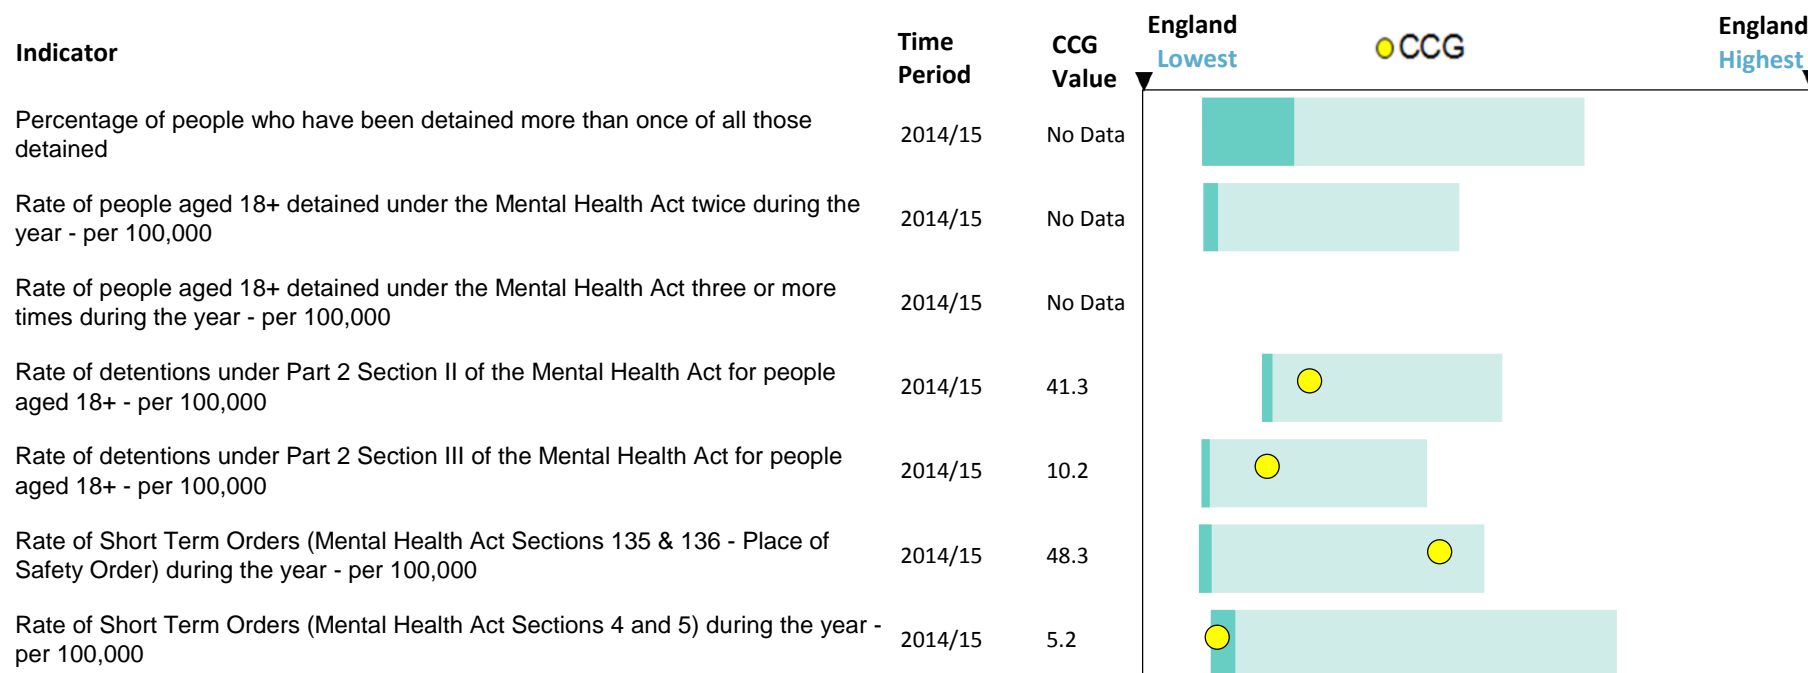 Indicator
Time
Period
CCG
Value
England
Lowest
CCG
England
Highest
Percentage of people who have been detained more than once of all those
detained
2014/15
No Data
Rate of people aged 18+ detained under the Mental Health Act twice during the
year - per 100,000
2014/15
No Data
Rate of people aged 18+ detained under the Mental Health Act three or more
times during the year - per 100,000
2014/15
No Data
Rate of detentions under Part 2 Section II of the Mental Health Act for people
aged 18+ - per 100,000
2014/15
41.3
Rate of detentions under Part 2 Section III of the Mental Health Act for people
aged 18+ - per 100,000
2014/15
10.2
Rate of Short Term Orders (Mental Health Act Sections 135 & 136 - Place of
Safety Order) during the year - per 100,000
2014/15
48.3
Rate of Short Term Orders (Mental Health Act Sections 4 and 5) during the year -
per 100,000
2014/15
5.2